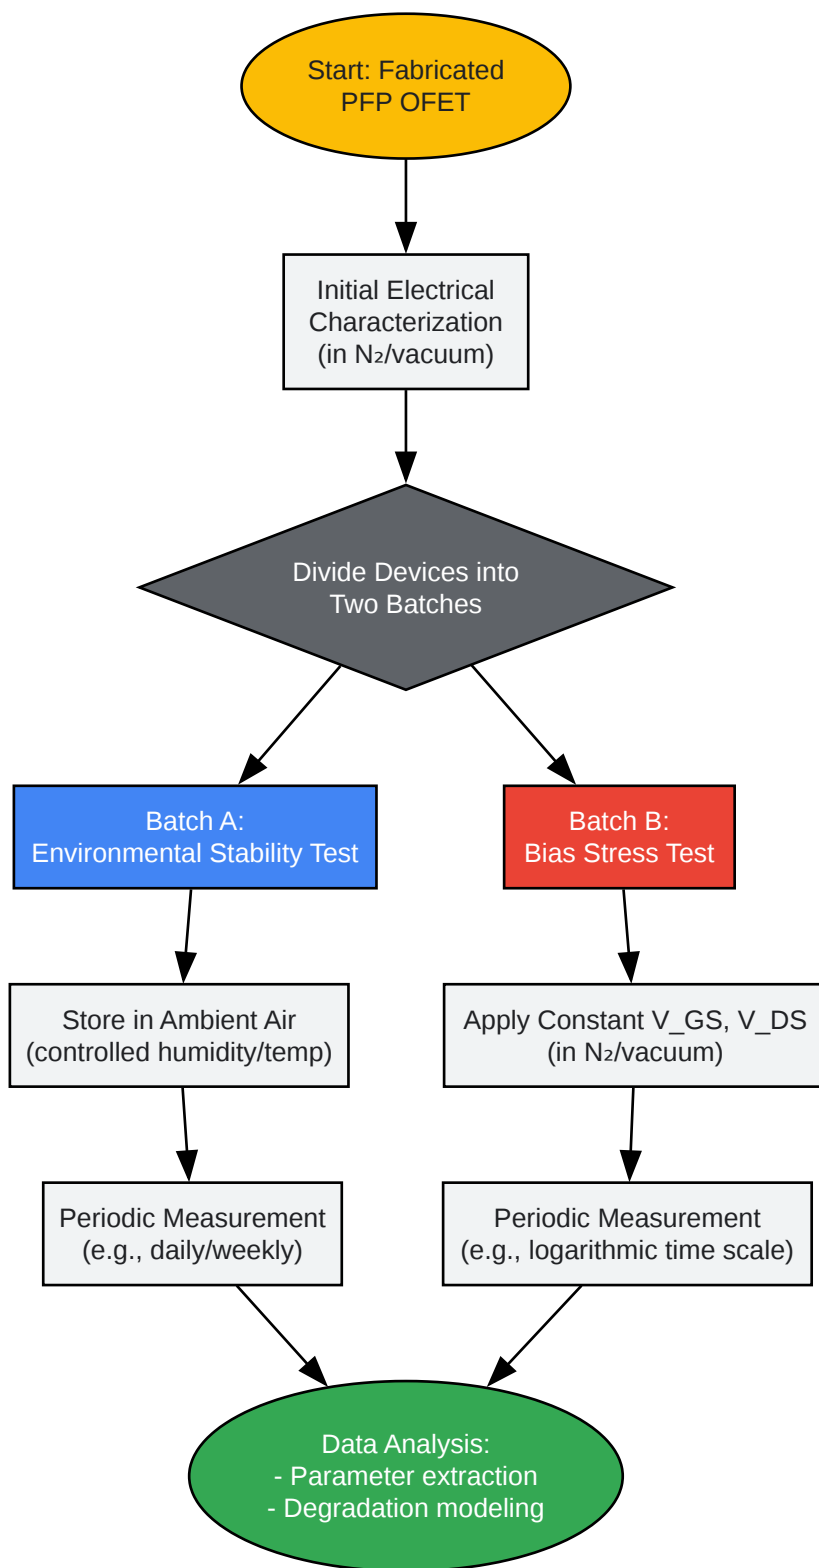 Start: Fabricated
PFP OFET
Initial Electrical
Characterization
(in N₂/vacuum)
Divide Devices into
Two Batches
Batch A:
Environmental Stability Test
Batch B:
Bias Stress Test
Store in Ambient Air
(controlled humidity/temp)
Apply Constant V_GS, V_DS
(in N₂/vacuum)
Periodic Measurement
(e.g., daily/weekly)
Periodic Measurement
(e.g., logarithmic time scale)
Data Analysis:
- Parameter extraction
- Degradation modeling